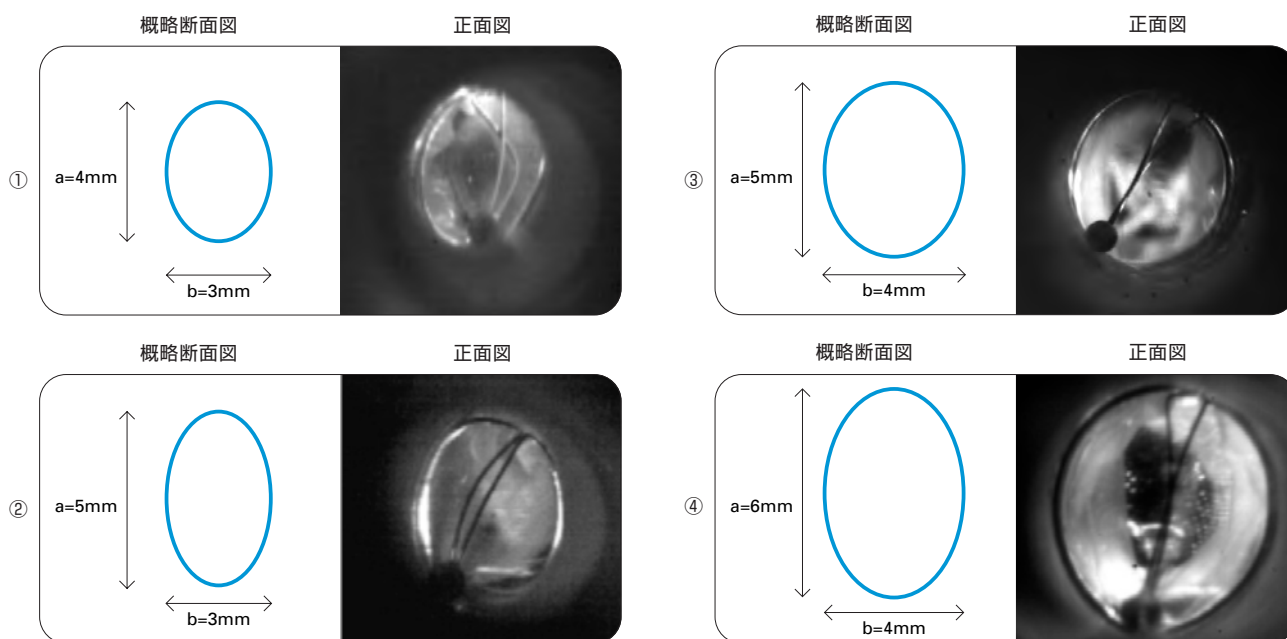 概略断面図 正面図
①
a=4mm
b=3mm
概略断面図 正面図
②
a=5mm
b=3mm
概略断面図 正面図
③
a=5mm
b=4mm
概略断面図 正面図
④
a=6mm
b=4mm